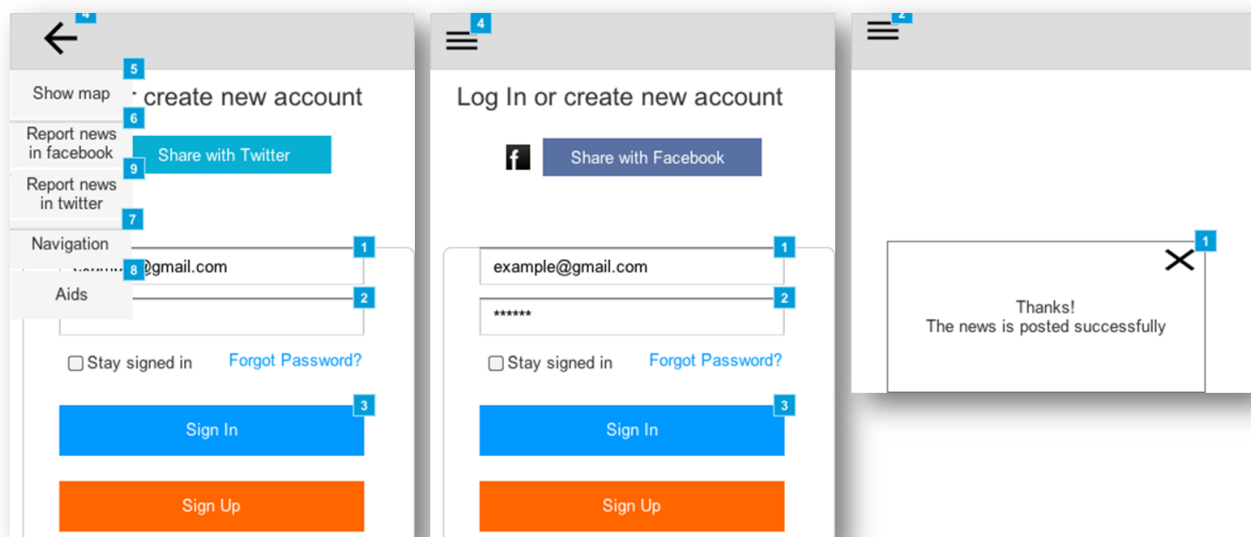 4
5
Show map
r create new account
6
Report news
in facebook
Share with Twitter
9
Report news
in twitter
7
Navigation
1
8
@gmail.com
Aids
2
Stay signed in
Forgot Password?
3
Sign In
Sign Up
4
Log In or create new account
f
Share with Facebook
1
example@gmail.com
2
******
Stay signed in
Forgot Password?
3
Sign In
Sign Up
2
1
Thanks!
The news is posted successfully